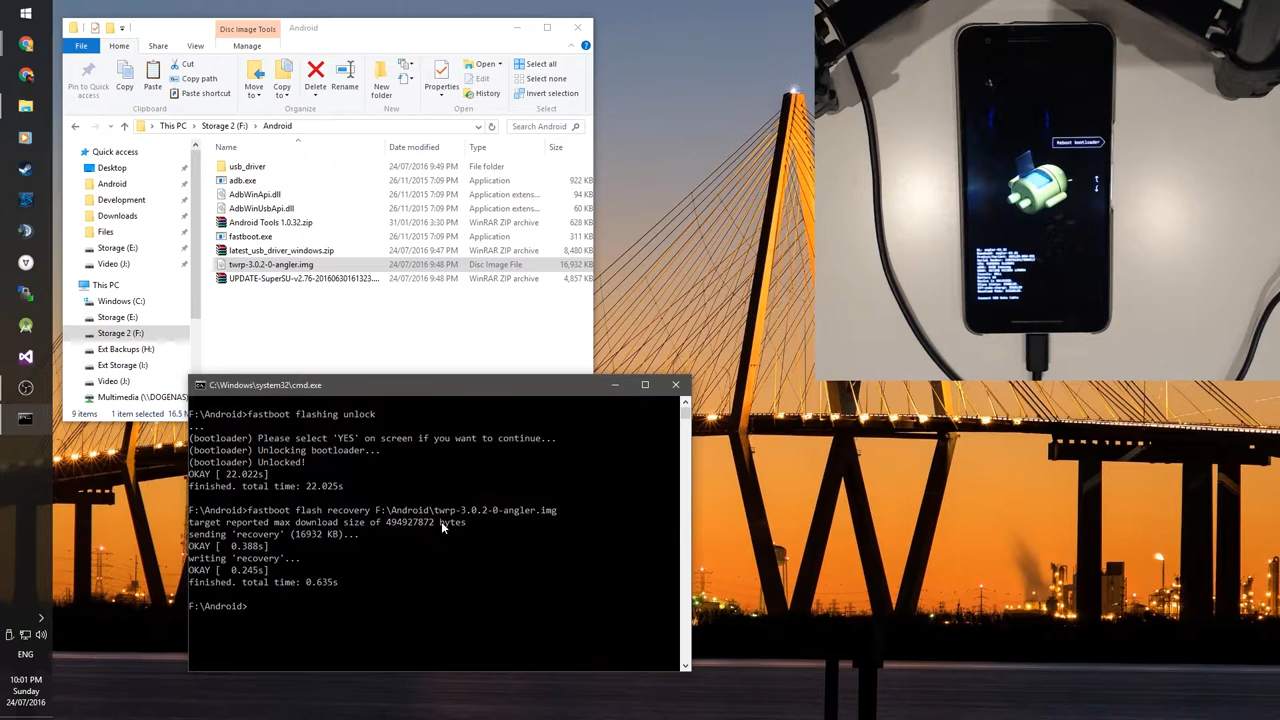 Disc Image Tools
Android
File
Home
Share
View
Manage
Pin to Quick access
Copy
Paste
Cut
Copy path
Paste shortcut
Clipboard
Move to
Copy to
Delete
Rename
Organize
New folder
New
Properties
Open
Edit
History
Open
Select all
Select none
Invert selection
Select
This PC
Storage 2 (F:)
Android
Search Android
Name
Date modified
Type
Size
usb_driver 24/07/2016 9:49 PM File folder
adb.exe 26/11/2015 7:05 PM Application 922 KB
AdbWinApi.dll 26/11/2015 7:05 PM Application extens... 94 KB
AdbWinUsbApi.dll 26/11/2015 7:05 PM Application extens... 60 KB
Android Tools 1.0.32.zip 31/01/2016 3:30 PM WinRAR ZIP archive 628 KB
fastboot.exe 26/11/2015 7:05 PM Application 311 KB
latest_usb_driver_windows.zip 24/07/2016 9:47 PM WinRAR ZIP archive 8,480 KB
twrp-3.0.2-0-angler.img 24/07/2016 9:48 PM Disc Image File 16,932 KB
UPDATE-SuperSU-v2.76-20160630161323.... 24/07/2016 9:48 PM WinRAR ZIP archive 4,857 KB
Quick access
Desktop
Android
Development
Downloads
Files
Storage (E:)
Video (J:)
This PC
Windows (C:)
Storage (E:)
Storage 2 (F:)
Ext Backups (H:)
Ext Storage (I:)
Video (J:)
Multimedia (\\DOGENAS)
9 items 1 item selected 16.5 M
C:\Windows\system32\cmd.exe
F:\Android>fastboot flashing unlock
...
(bootloader) Please select 'YES' on screen if you want to continue...
(bootloader) Unlocking bootloader...
(bootloader) Unlocked!
OKAY [ 22.022s]
finished. total time: 22.025s
F:\Android>fastboot flash recovery F:\Android\twrp-3.0.2-0-angler.img
target reported max download size of 494927872 bytes
sending 'recovery' (16932 KB)...
OKAY [  0.388s]
writing 'recovery'...
OKAY [  0.245s]
finished. total time: 0.635s
F:\Android>
Reboot bootloader
ENG
10:01 PM
Sunday
24/07/2016